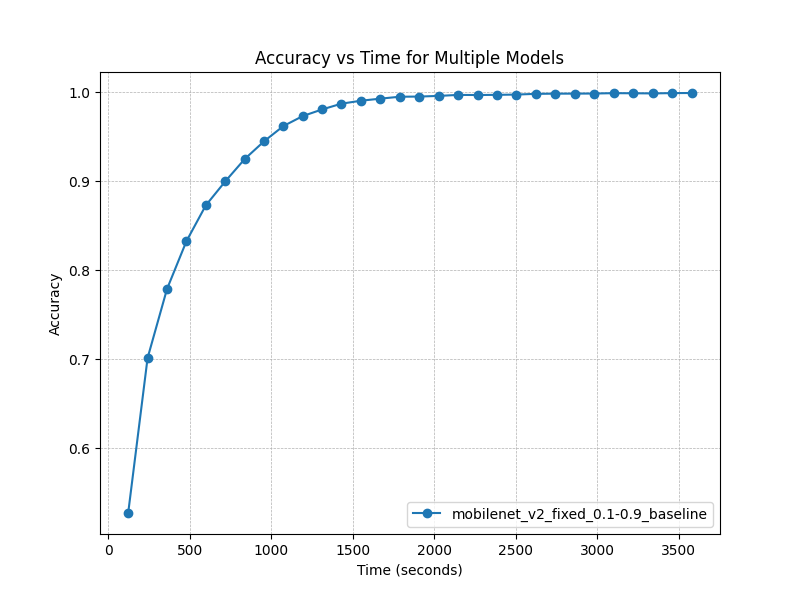 Accuracy vs Time for Multiple Models
1.0
0.9
0.8
0.7
0.6
Accuracy
mobilenet_v2_fixed_0.1-0.9_baseline
0 500 1000 1500 2000 2500 3000 3500
Time (seconds)